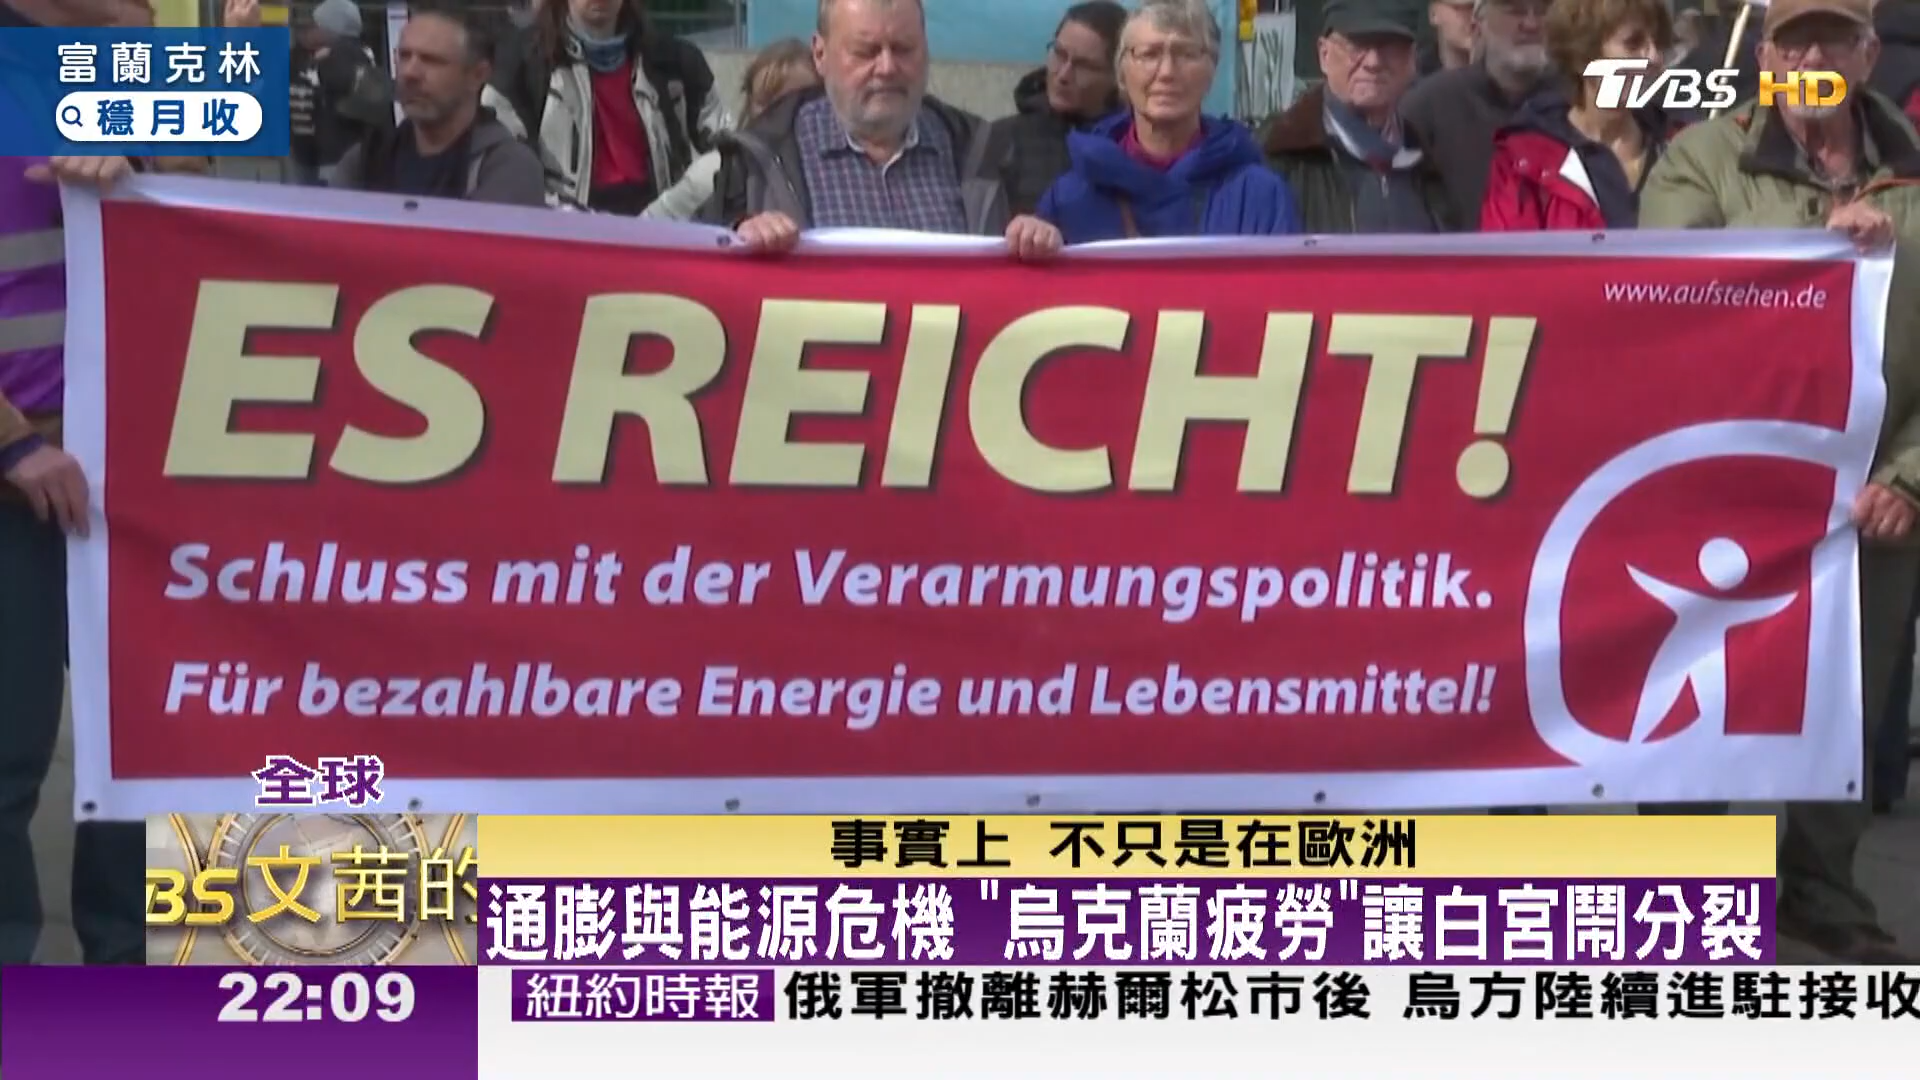 富蘭克林
穩月收
TVBS HD
www.aufstehen.de
ES REICHT!
Schluss mit der Verarmungspolitik.
Für bezahlbare Energie und Lebensmittel!
全球
BS文茜的
事實上 不只是在歐洲
通膨與能源危機 "烏克蘭疲勞"讓白宮鬧分裂
22:09
紐約時報 俄軍撤離赫爾松市後 烏方陸續進駐接收